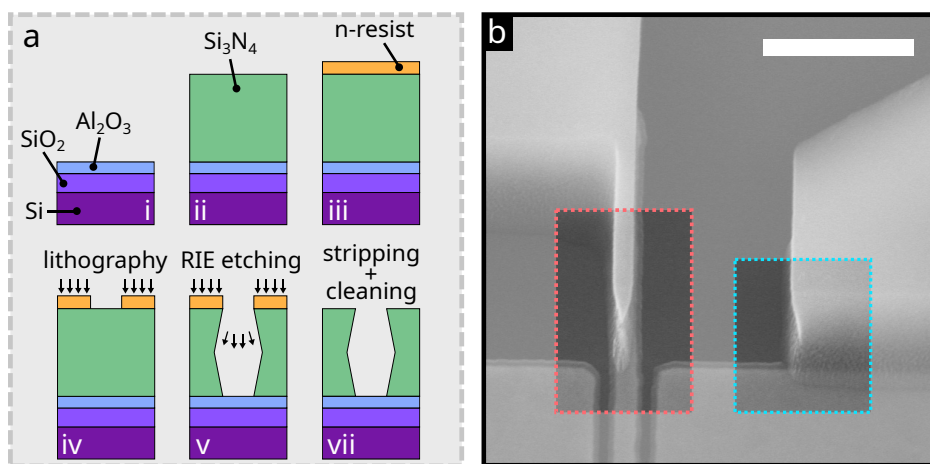 a
Si₃N₄
n-resist
Al₂O₃
SiO₂
Si
i
ii
iii
lithography
RIE etching
stripping
+
cleaning
iv
v
vii
b